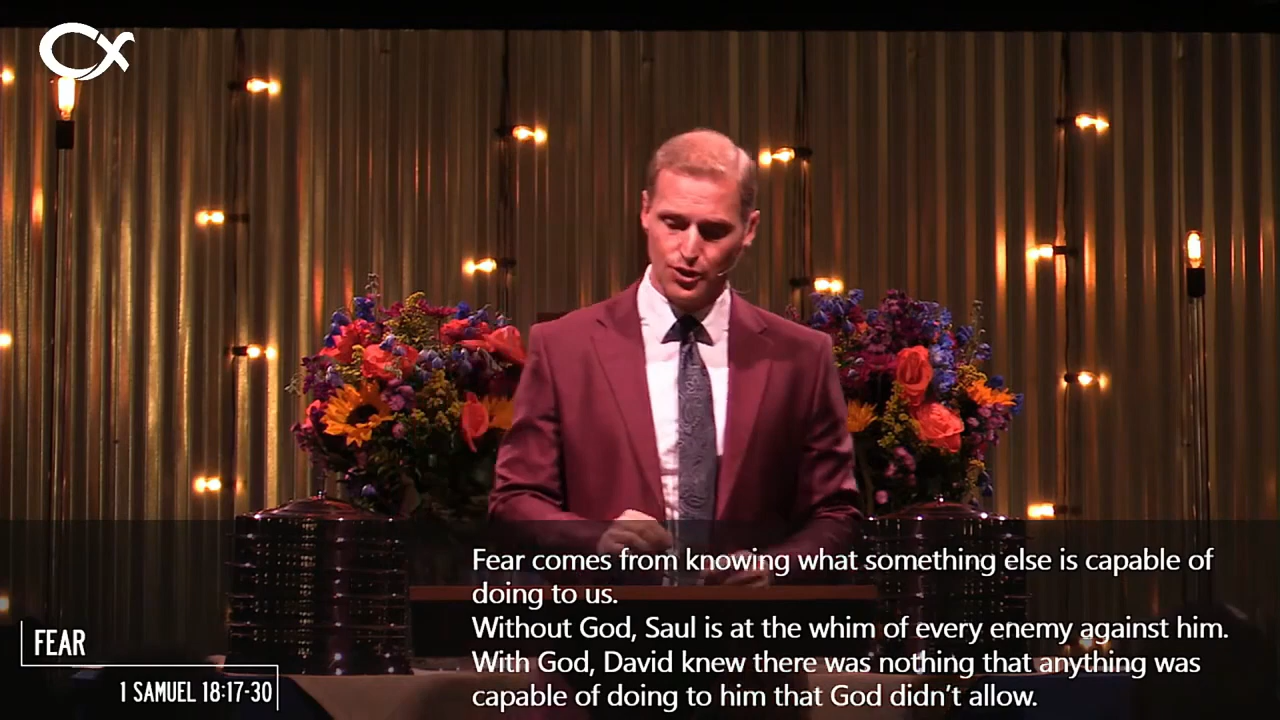 FEAR
1 SAMUEL 18:17-30
Fear comes from knowing what something else is capable of
doing to us.
Without God, Saul is at the whim of every enemy against him.
With God, David knew there was nothing that anything was
capable of doing to him that God didn’t allow.